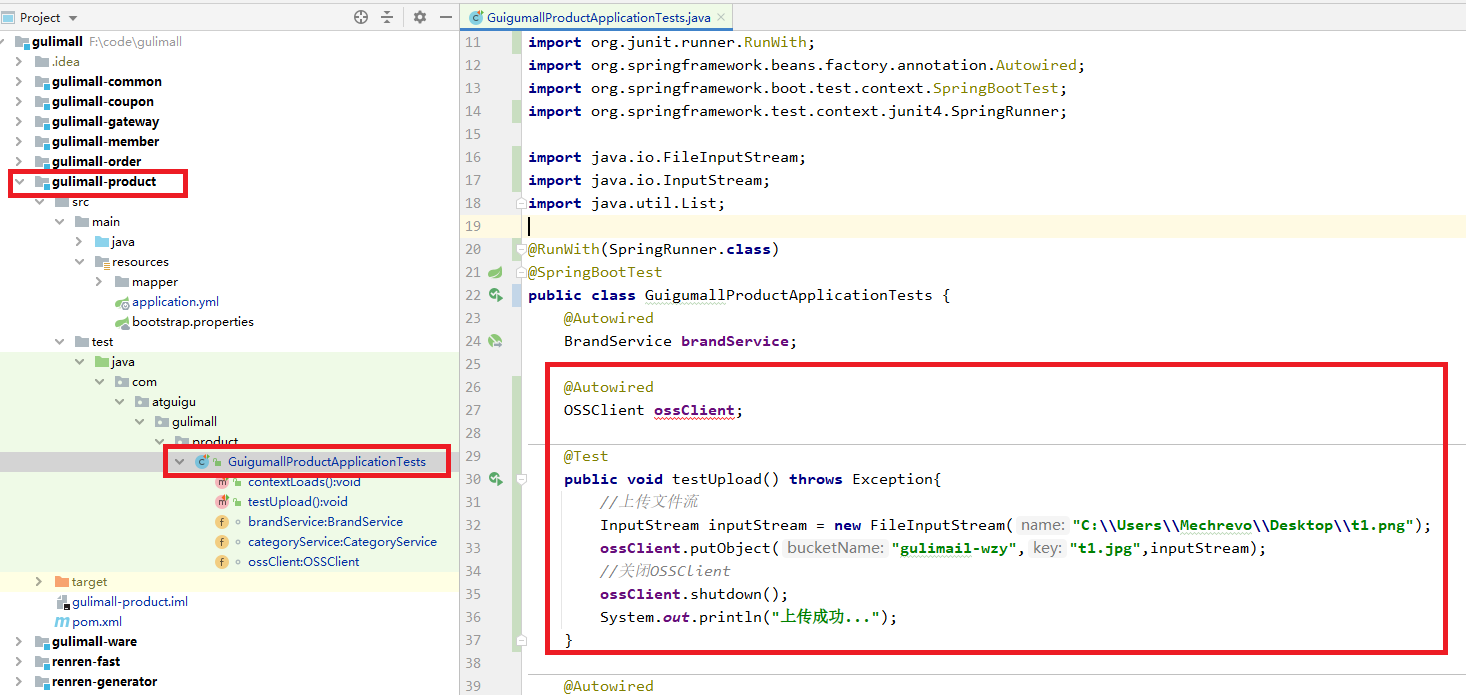 Project
gulimall F:\code\gulimall
.idea
gulimall-common
gulimall-coupon
gulimall-gateway
gulimall-member
gulimall-order
gulimall-product
src
main
java
resources
mapper
application.yml
bootstrap.properties
test
java
com
atguigu
gulimall
product
GuigumallProductApplicationTests
contextLoads():void
testUpload():void
brandService:BrandService
categoryService:CategoryService
ossClient:OSSClient
target
gulimall-product.iml
pom.xml
gulimall-ware
renren-fast
renren-generator
GuigumallProductApplicationTests.java
11 import org.junit.runner.RunWith;
12 import org.springframework.beans.factory.annotation.Autowired;
13 import org.springframework.boot.test.context.SpringBootTest;
14 import org.springframework.test.context.junit4.SpringRunner;
15
16 import java.io.FileInputStream;
17 import java.io.InputStream;
18 import java.util.List;
19
20 @RunWith(SpringRunner.class)
21 @SpringBootTest
22 public class GuigumallProductApplicationTests {
23 @Autowired
24 BrandService brandService;
25
26 @Autowired
27 OSSClient ossClient;
28
29 @Test
30 public void testUpload() throws Exception{
31 //上传文件流
32 InputStream inputStream = new FileInputStream( name: "C:\\Users\\Mechrevo\\Desktop\\t1.png");
33 ossClient.putObject( bucketName: "gulimail-wzy", key: "t1.jpg",inputStream);
34 //关闭OSSClient
35 ossClient.shutdown();
36 System.out.println("上传成功...");
37 }
38
39 @Autowired